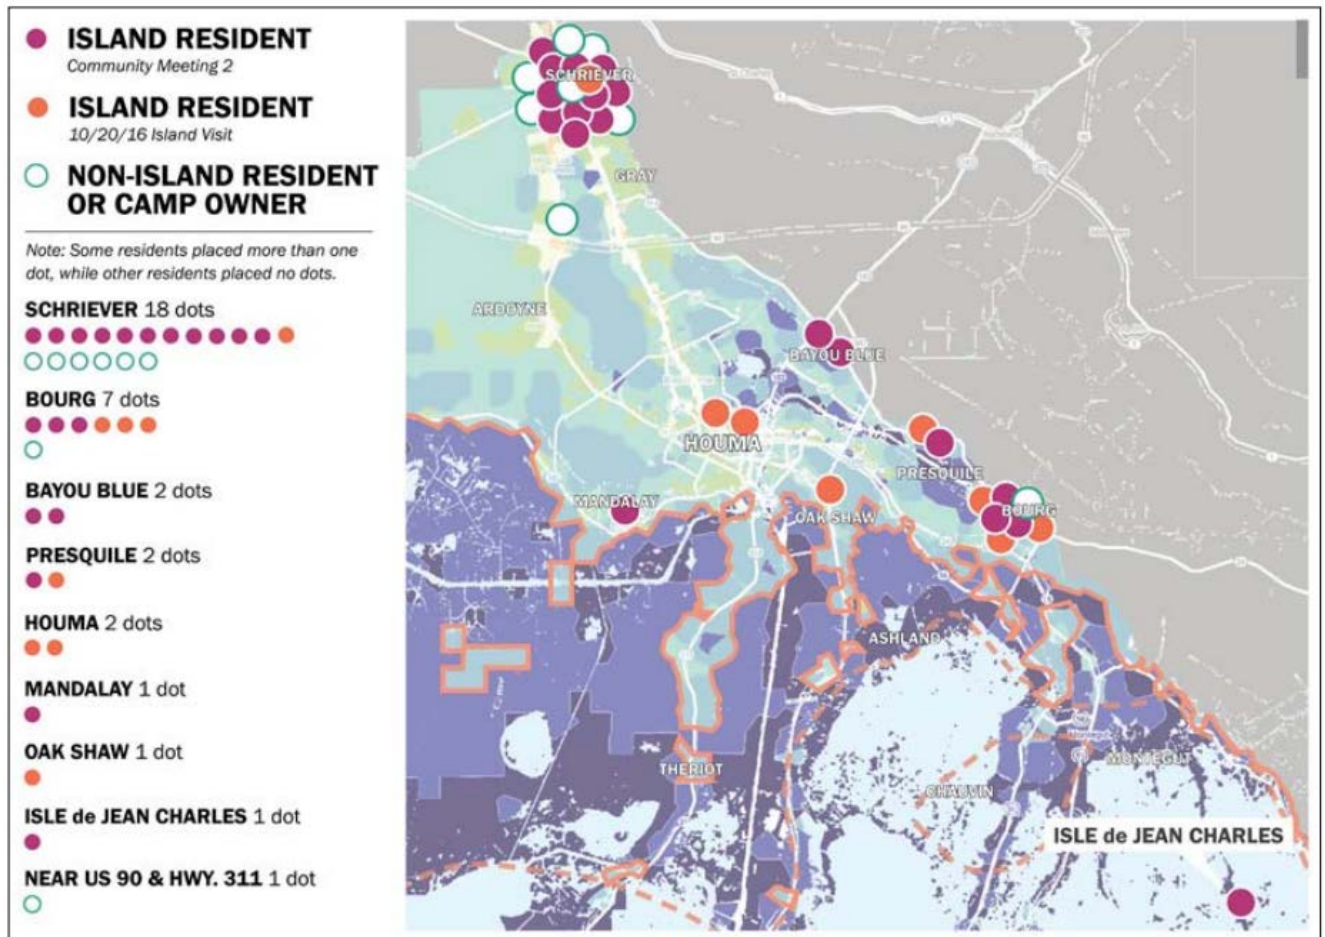 ISLAND RESIDENT
Community Meeting 2
ISLAND RESIDENT
10/20/16 Island Visit
NON-ISLAND RESIDENT
OR CAMP OWNER
Note: Some residents placed more than one
dot, while other residents placed no dots.
SCHRIEVER 18 dots
BOURG 7 dots
BAYOU BLUE 2 dots
PRESQUILE 2 dots
HOUMA 2 dots
MANDALAY 1 dot
OAK SHAW 1 dot
ISLE de JEAN CHARLES 1 dot
NEAR US 90 & HWY. 311 1 dot
SCHRIEVER
GRAY
ARDOYNE
BAYOU BLUE
HOUMA
PRESQUILE
MANDALAY
OAK SHAW
BOURG
ASHLAND
THERIOT
MONTEGUT
CHAUVIN
ISLE de JEAN CHARLES